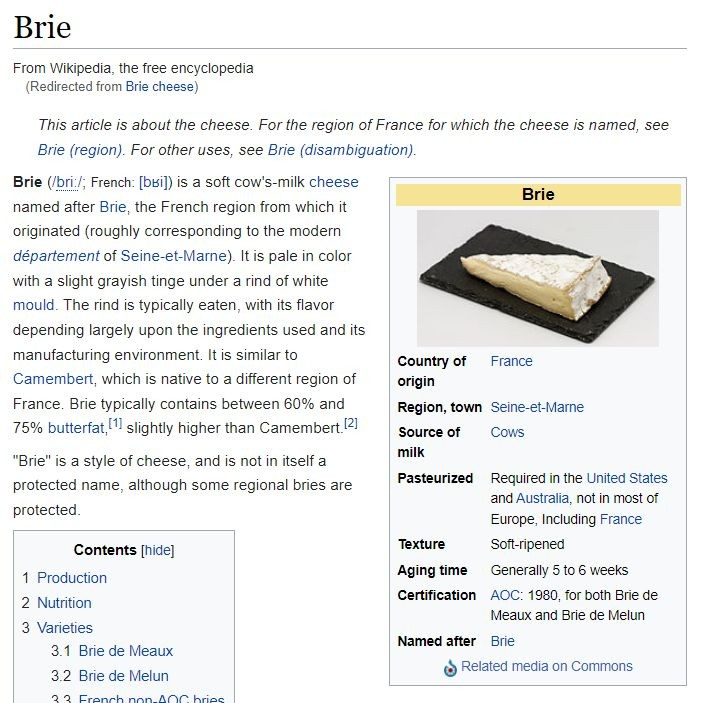 Brie
From Wikipedia, the free encyclopedia
(Redirected from Brie cheese)
This article is about the cheese. For the region of France for which the cheese is named, see
Brie (region). For other uses, see Brie (disambiguation).
Brie (/briː/; French: [bʁi]) is a soft cow's-milk cheese
named after Brie, the French region from which it
originated (roughly corresponding to the modern
département of Seine-et-Marne). It is pale in color
with a slight grayish tinge under a rind of white
mould. The rind is typically eaten, with its flavor
depending largely upon the ingredients used and its
manufacturing environment. It is similar to
Camembert, which is native to a different region of
France. Brie typically contains between 60% and
75% butterfat,[1] slightly higher than Camembert.[2]
"Brie" is a style of cheese, and is not in itself a
protected name, although some regional bries are
protected.
Contents [hide]
1 Production
2 Nutrition
3 Varieties
3.1 Brie de Meaux
3.2 Brie de Melun
3.3 French non-AOC bries
Brie
Country of
origin
France
Region, town Seine-et-Marne
Source of
milk
Cows
Pasteurized Required in the United States
and Australia, not in most of
Europe, Including France
Texture Soft-ripened
Aging time Generally 5 to 6 weeks
Certification AOC: 1980, for both Brie de
Meaux and Brie de Melun
Named after Brie
Related media on Commons